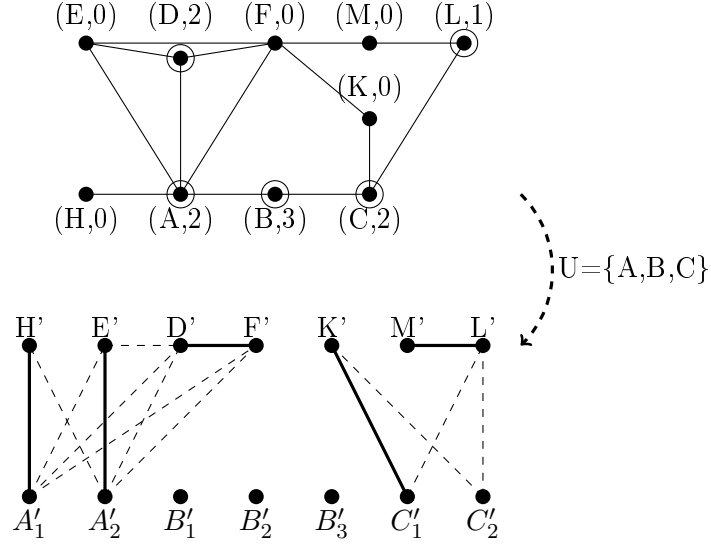 (E,0) (D,2) (F,0) (M,0) (L,1)
(K,0)
(H,0) (A,2) (B,3) (C,2)
U={A,B,C}
H' E' D' F' K' M' L'
A′₁ A′₂ B′₁ B′₂ B′₃ C′₁ C′₂